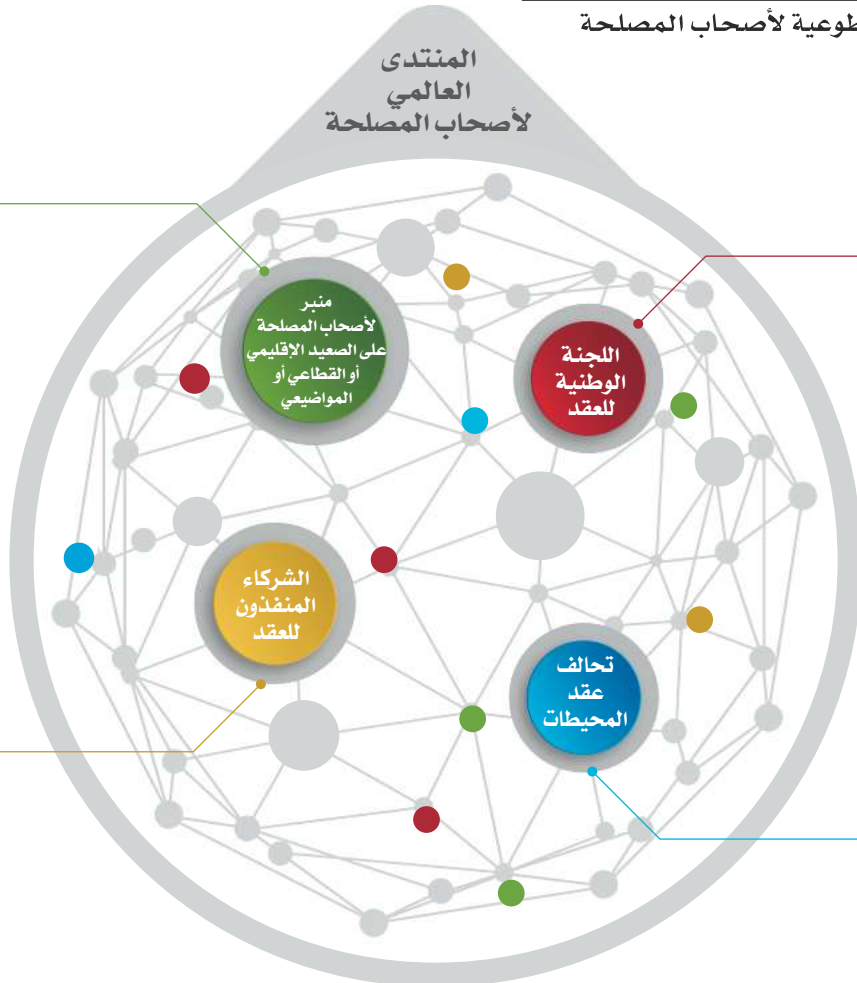 لأصحاب المصلحة
المنتدى
العالمي
لأصحاب المصلحة
منبر
لأصحاب المصلحة
على الصعيد الإقليمي
أو القطاعي أو
المواضيعي
اللجنة
الوطنية
للعقد
الشركاء
المنفذون
للعقد
تحالف
عقد
المحيطات